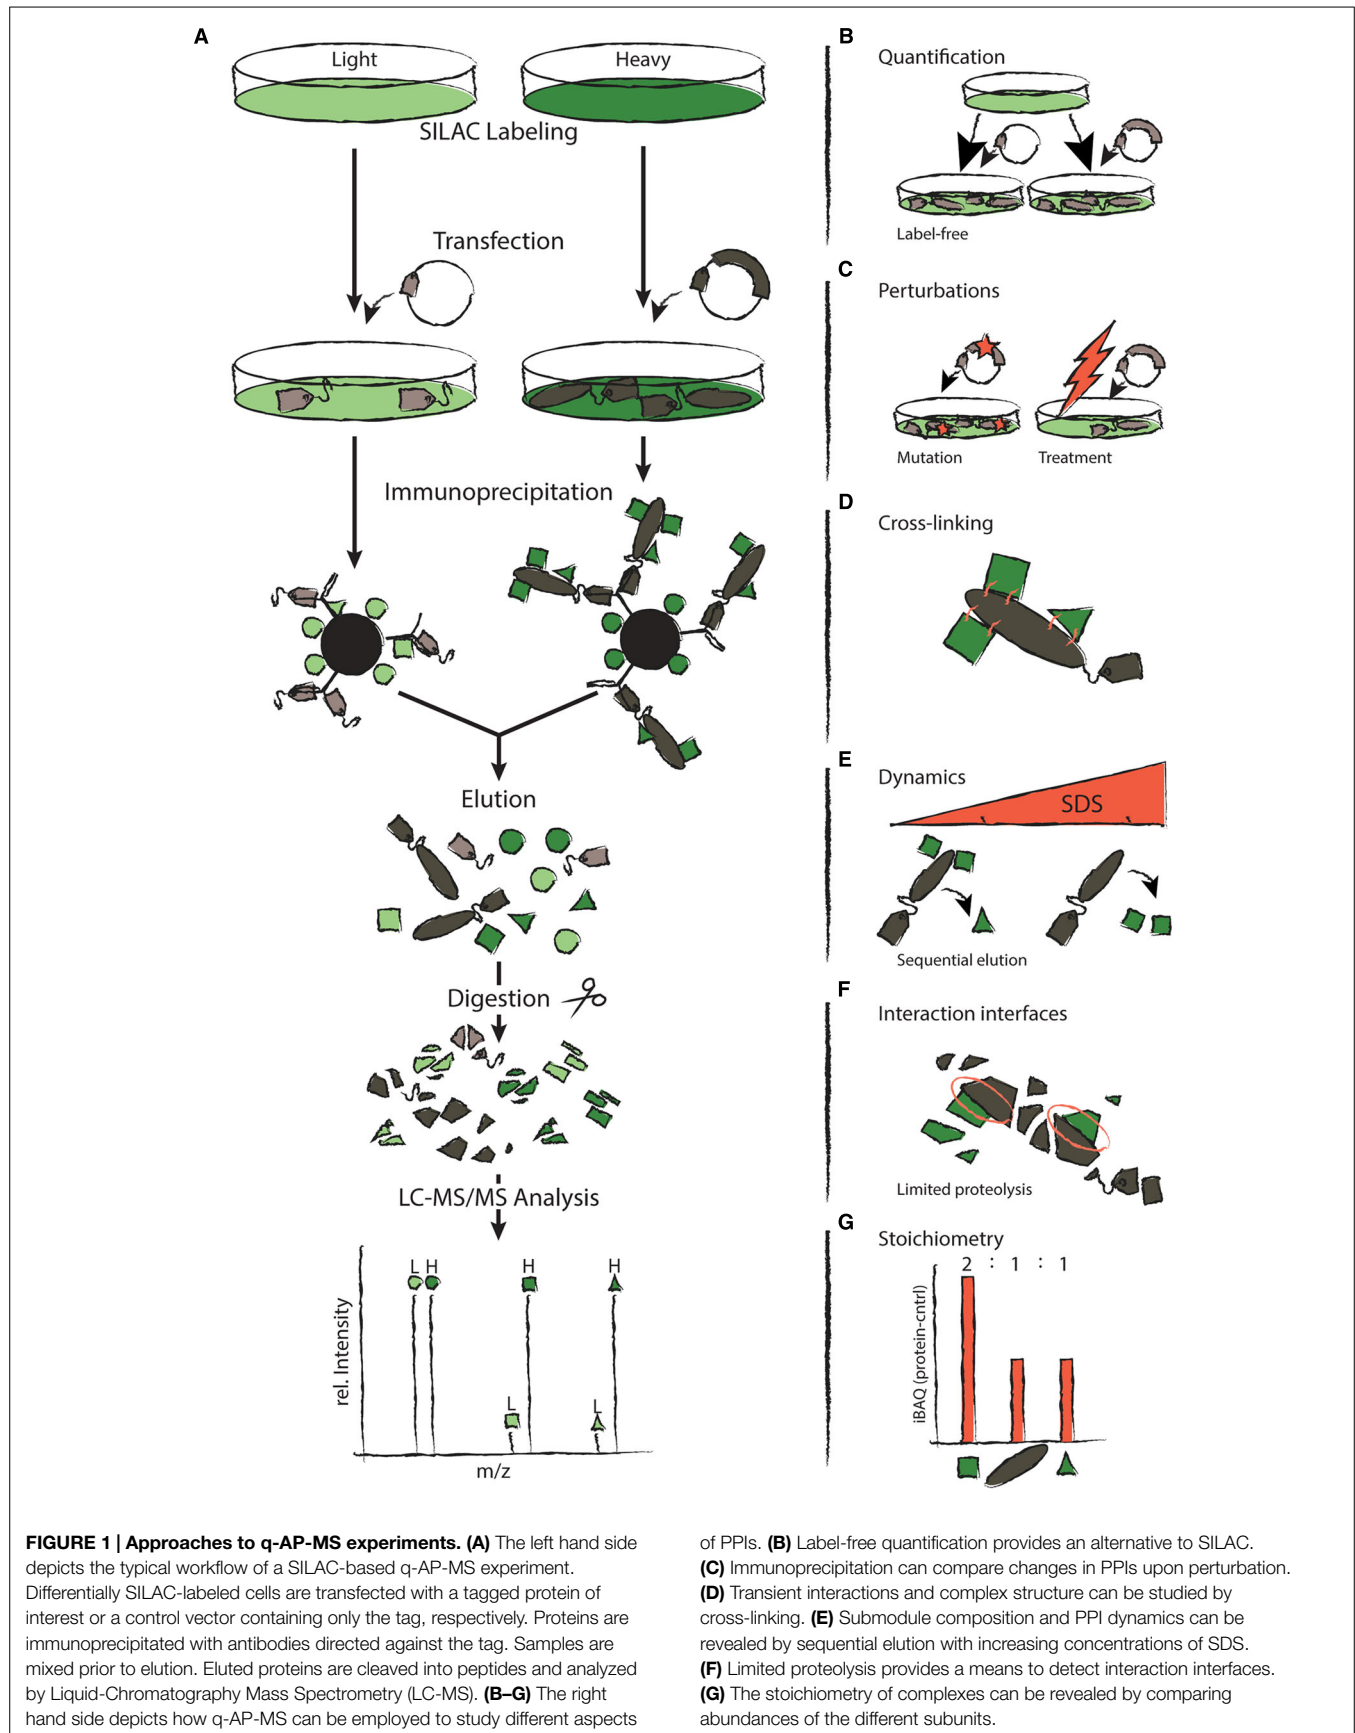 A
Light
Heavy
SILAC Labeling
Transfection
Immunoprecipitation
Elution
Digestion
LC-MS/MS Analysis
L H
H
H
L
L
rel. Intensity
m/z
B
Quantification
Label-free
C
Perturbations
Mutation
Treatment
D
Cross-linking
E
Dynamics
SDS
Sequential elution
F
Interaction interfaces
Limited proteolysis
G
Stoichiometry
2 : 1 : 1
iBAQ (protein-cntrl)
FIGURE 1 | Approaches to q-AP-MS experiments. (A) The left hand side
depicts the typical workflow of a SILAC-based q-AP-MS experiment.
Differentially SILAC-labeled cells are transfected with a tagged protein of
interest or a control vector containing only the tag, respectively. Proteins are
immunoprecipitated with antibodies directed against the tag. Samples are
mixed prior to elution. Eluted proteins are cleaved into peptides and analyzed
by Liquid-Chromatography Mass Spectrometry (LC-MS). (B–G) The right
hand side depicts how q-AP-MS can be employed to study different aspects
of PPIs. (B) Label-free quantification provides an alternative to SILAC.
(C) Immunoprecipitation can compare changes in PPIs upon perturbation.
(D) Transient interactions and complex structure can be studied by
cross-linking. (E) Submodule composition and PPI dynamics can be
revealed by sequential elution with increasing concentrations of SDS.
(F) Limited proteolysis provides a means to detect interaction interfaces.
(G) The stoichiometry of complexes can be revealed by comparing
abundances of the different subunits.